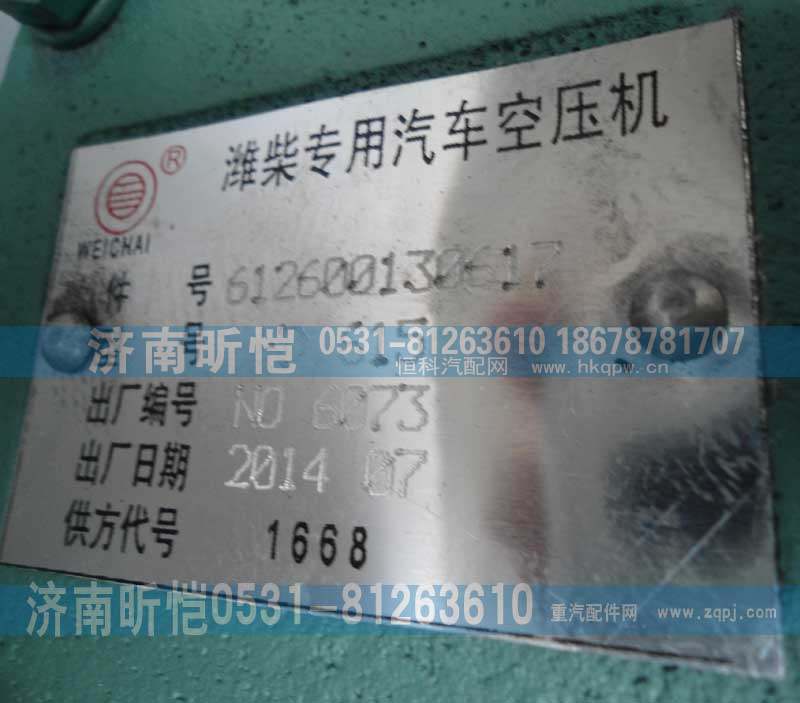 潍柴专用汽车空压机
®
WEICHAI
件 号 612600130617
号
济南昕恺 0531-81263610 18678781707
恒科汽配网 www.hkqpw.cn
出厂编号 NO 6073
出厂日期 2014 07
供方代号 1668
济南昕恺0531-81263610
重汽配件网 www.zqpj.com